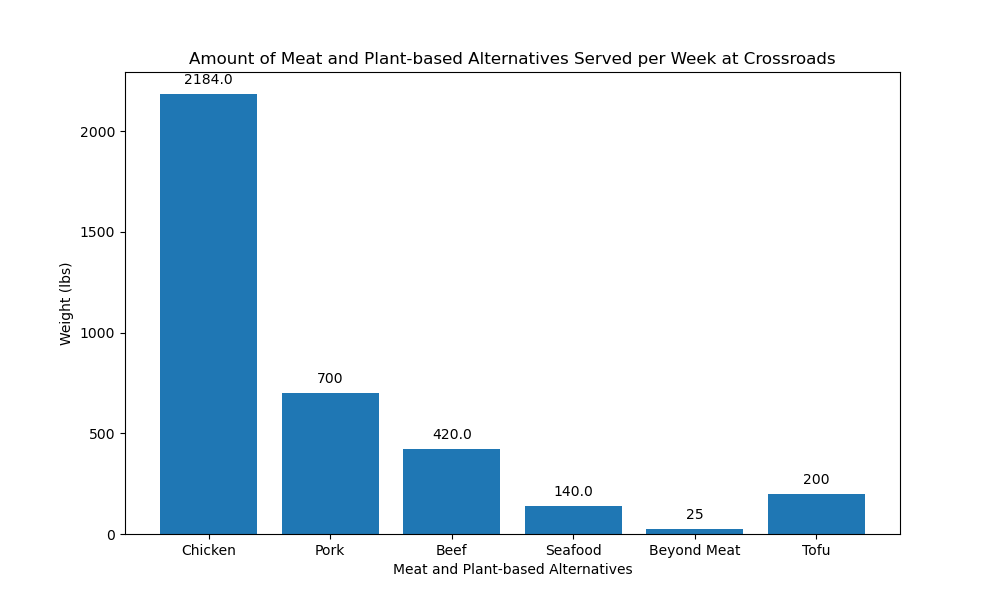 Amount of Meat and Plant-based Alternatives Served per Week at Crossroads
2184.0
2000
1500
Weight (lbs)
1000
700
500
420.0
200
140.0
25
0
Chicken Pork Beef Seafood Beyond Meat Tofu
Meat and Plant-based Alternatives